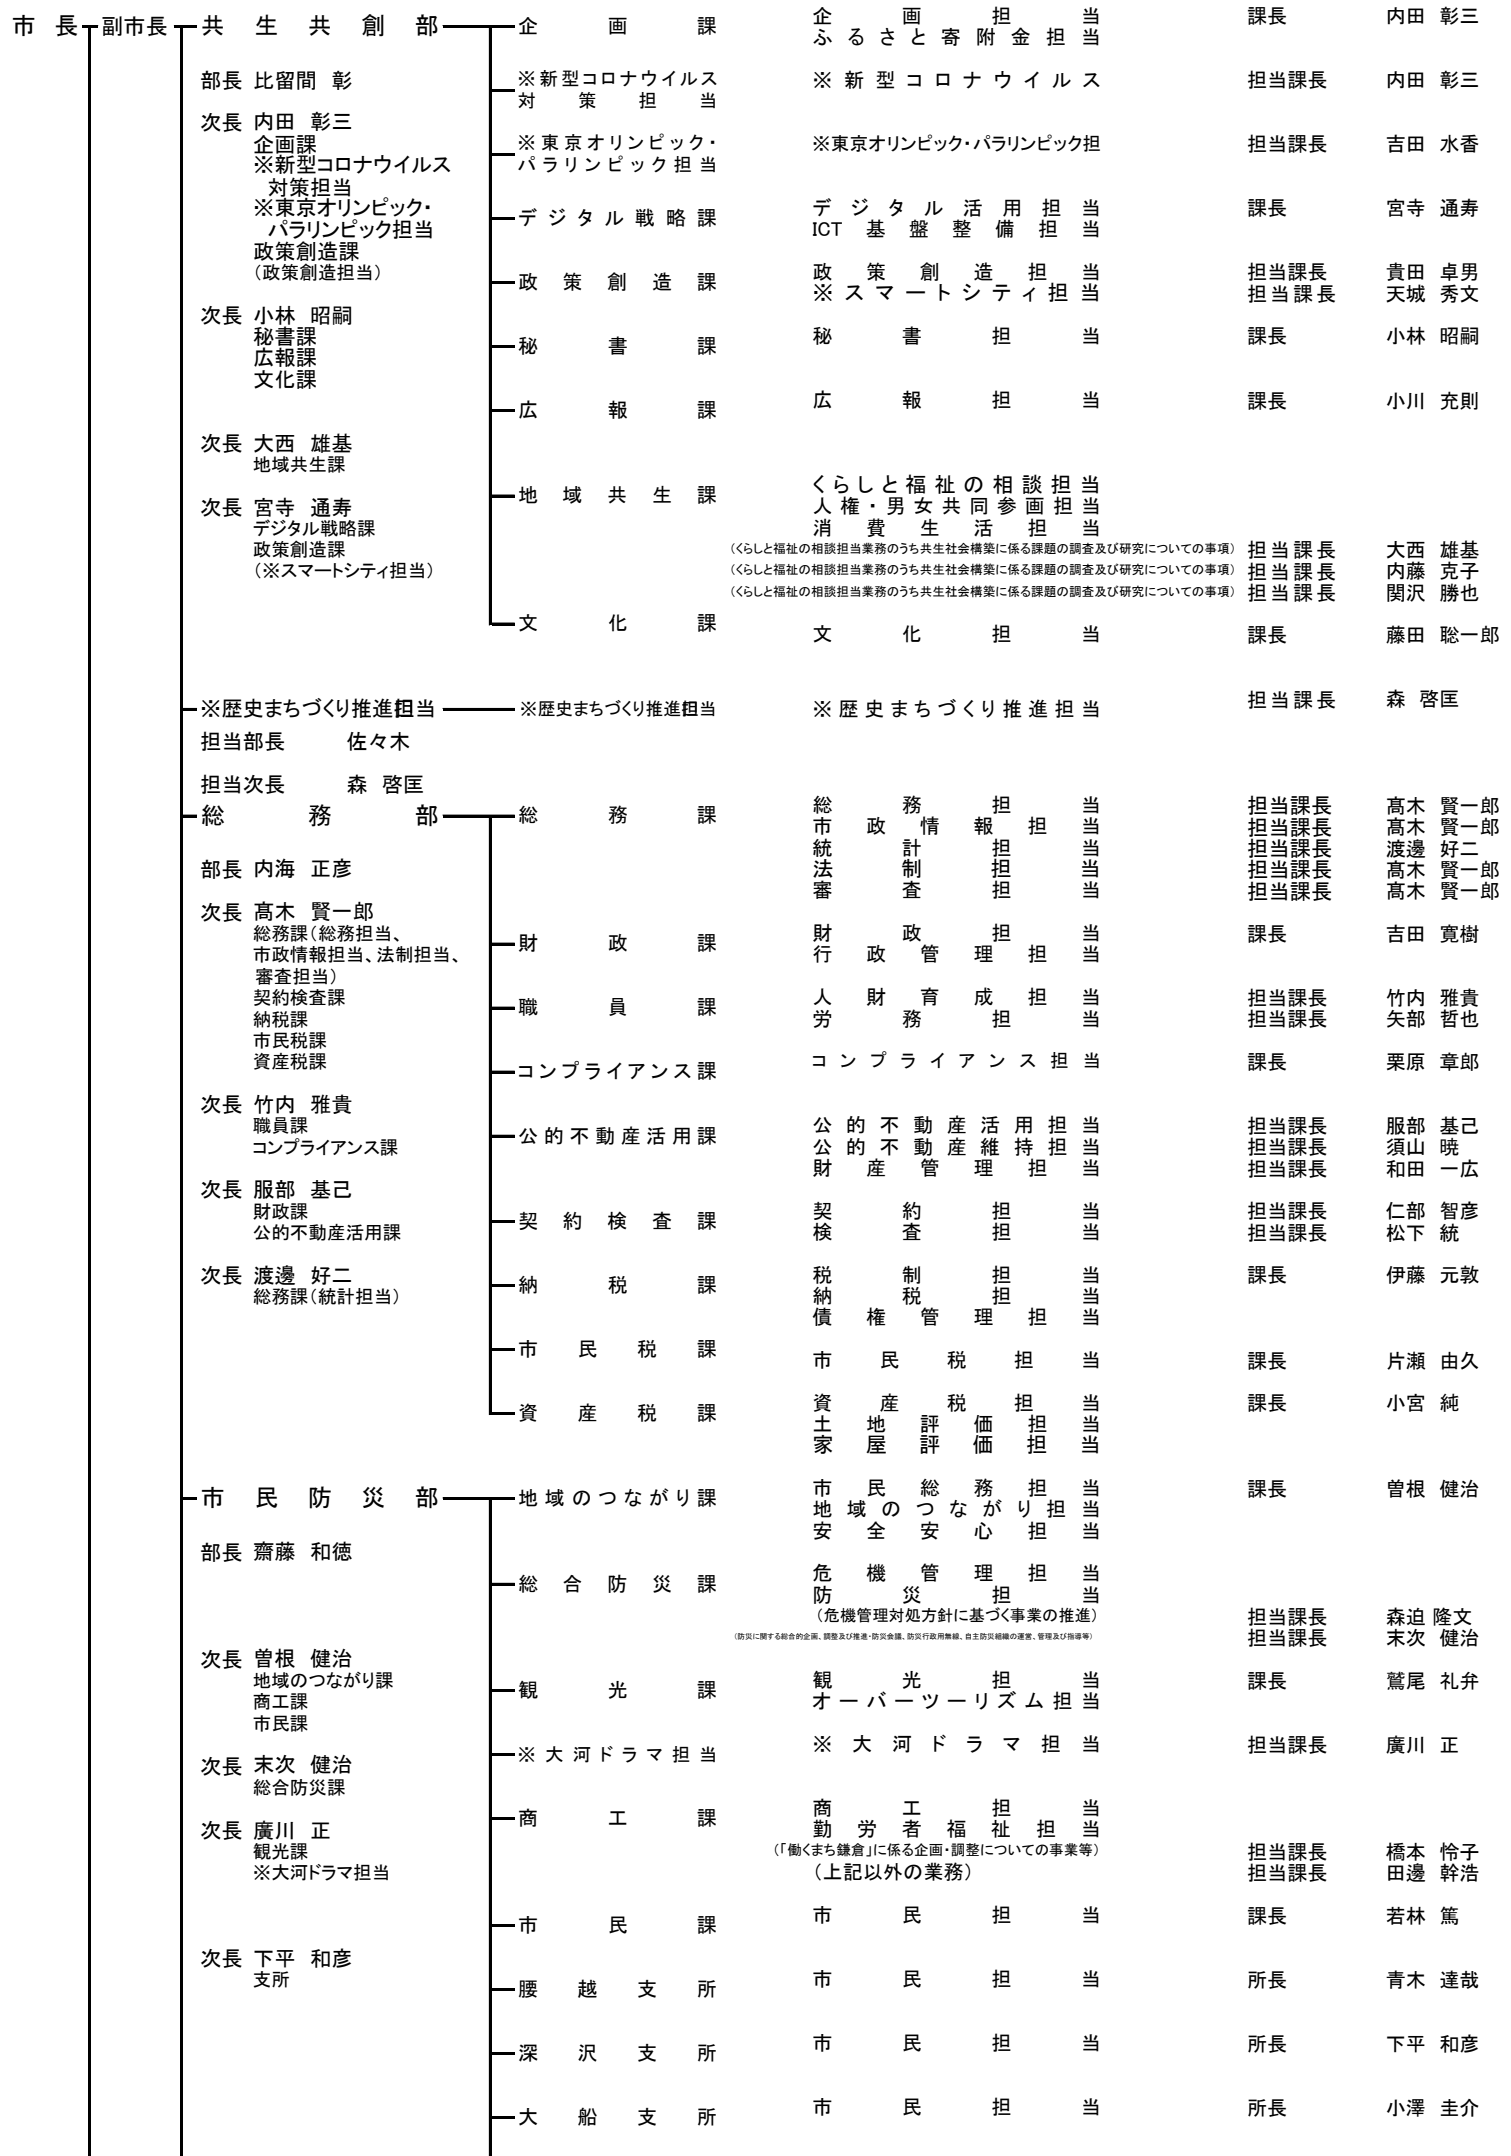 市長 副市長 共生共創部 企画課 企画担当 課長 内田 彰三
ふるさと寄附金担当
部長 比留間 彰 ※新型コロナウイルス ※新型コロナウイルス 担当課長 内田 彰三
対策担当
次長 内田 彰三
企画課 ※東京オリンピック・ ※東京オリンピック・パラリンピック担 担当課長 吉田 水香
※新型コロナウイルス パラリンピック担当
対策担当
※東京オリンピック・ デジタル戦略課 デジタル活用担当 課長 宮寺 通寿
パラリンピック担当 ICT基盤整備担当
政策創造課
(政策創造担当) 政策創造課 政策創造担当 担当課長 貴田 卓男
※スマートシティ担当 担当課長 天城 秀文
次長 小林 昭嗣
秘書課 秘書課 秘書担当 課長 小林 昭嗣
広報課
文化課
広報課 広報担当 課長 小川 充則
次長 大西 雄基
地域共生課
地域共生課 くらしと福祉の相談担当
次長 宮寺 通寿 人権・男女共同参画担当
デジタル戦略課 消費生活担当
政策創造課 (くらしと福祉の相談担当業務のうち共生社会構築に係る課題の調査及び研究についての事項) 担当課長 大西 雄基
(※スマートシティ担当) (くらしと福祉の相談担当業務のうち共生社会構築に係る課題の調査及び研究についての事項) 担当課長 内藤 克子
(くらしと福祉の相談担当業務のうち共生社会構築に係る課題の調査及び研究についての事項) 担当課長 関沢 勝也
文化課 文化担当 課長 藤田 聡一郎
※歴史まちづくり推進担当 ※歴史まちづくり推進担当 ※歴史まちづくり推進担当 担当課長 森 啓匡
担当部長 佐々木
担当次長 森 啓匡
総務部 総務課 総務担当 担当課長 髙木 賢一郎
市政情報担当 担当課長 髙木 賢一郎
統計担当 担当課長 渡邊 好二
部長 内海 正彦 法制担当 担当課長 髙木 賢一郎
審査担当 担当課長 髙木 賢一郎
次長 髙木 賢一郎
総務課(総務担当、 財政課 財政担当 課長 吉田 寛樹
市政情報担当、法制担当、 行政管理担当
審査担当)
契約検査課 職員課 人財育成担当 担当課長 竹内 雅貴
納税課 労務担当 担当課長 矢部 哲也
市民税課
資産税課 コンプライアンス課 コンプライアンス担当 課長 栗原 章郎
次長 竹内 雅貴
職員課 公的不動産活用課 公的不動産活用担当 担当課長 服部 基己
コンプライアンス課 公的不動産維持担当 担当課長 須山 暁
財産管理担当 担当課長 和田 一広
次長 服部 基己
財政課 契約検査課 契約担当 担当課長 仁部 智彦
公的不動産活用課 検査担当 担当課長 松下 統
次長 渡邊 好二 納税課 税制担当 課長 伊藤 元敦
総務課(統計担当) 納税担当
債権管理担当
市民税課 市民税担当 課長 片瀬 由久
資産税課 資産税担当 課長 小宮 純
土地評価担当
家屋評価担当
市民防災部 地域のつながり課 市民総務担当 課長 曽根 健治
地域のつながり担当
安全安心担当
部長 齋藤 和徳
総合防災課 危機管理担当
防災担当
(危機管理対処方針に基づく事業の推進) 担当課長 森迫 隆文
(防災に関する総合的企画、調整及び推進・防災会議、防災行政用無線、自主防災組織の運営、管理及び指導等) 担当課長 末次 健治
次長 曽根 健治
地域のつながり課 観光課 観光担当 課長 鷲尾 礼弁
商工課 オーバーツーリズム担当
市民課
※大河ドラマ担当 ※大河ドラマ担当 担当課長 廣川 正
次長 末次 健治
総合防災課
商工課 商工担当
次長 廣川 正 勤労者福祉担当
観光課 (「働くまち鎌倉」に係る企画・調整についての事業等) 担当課長 橋本 怜子
※大河ドラマ担当 (上記以外の業務) 担当課長 田邊 幹浩
市民課 市民担当 課長 若林 篤
次長 下平 和彦
支所 腰越支所 市民担当 所長 青木 達哉
深沢支所 市民担当 所長 下平 和彦
大船支所 市民担当 所長 小澤 圭介